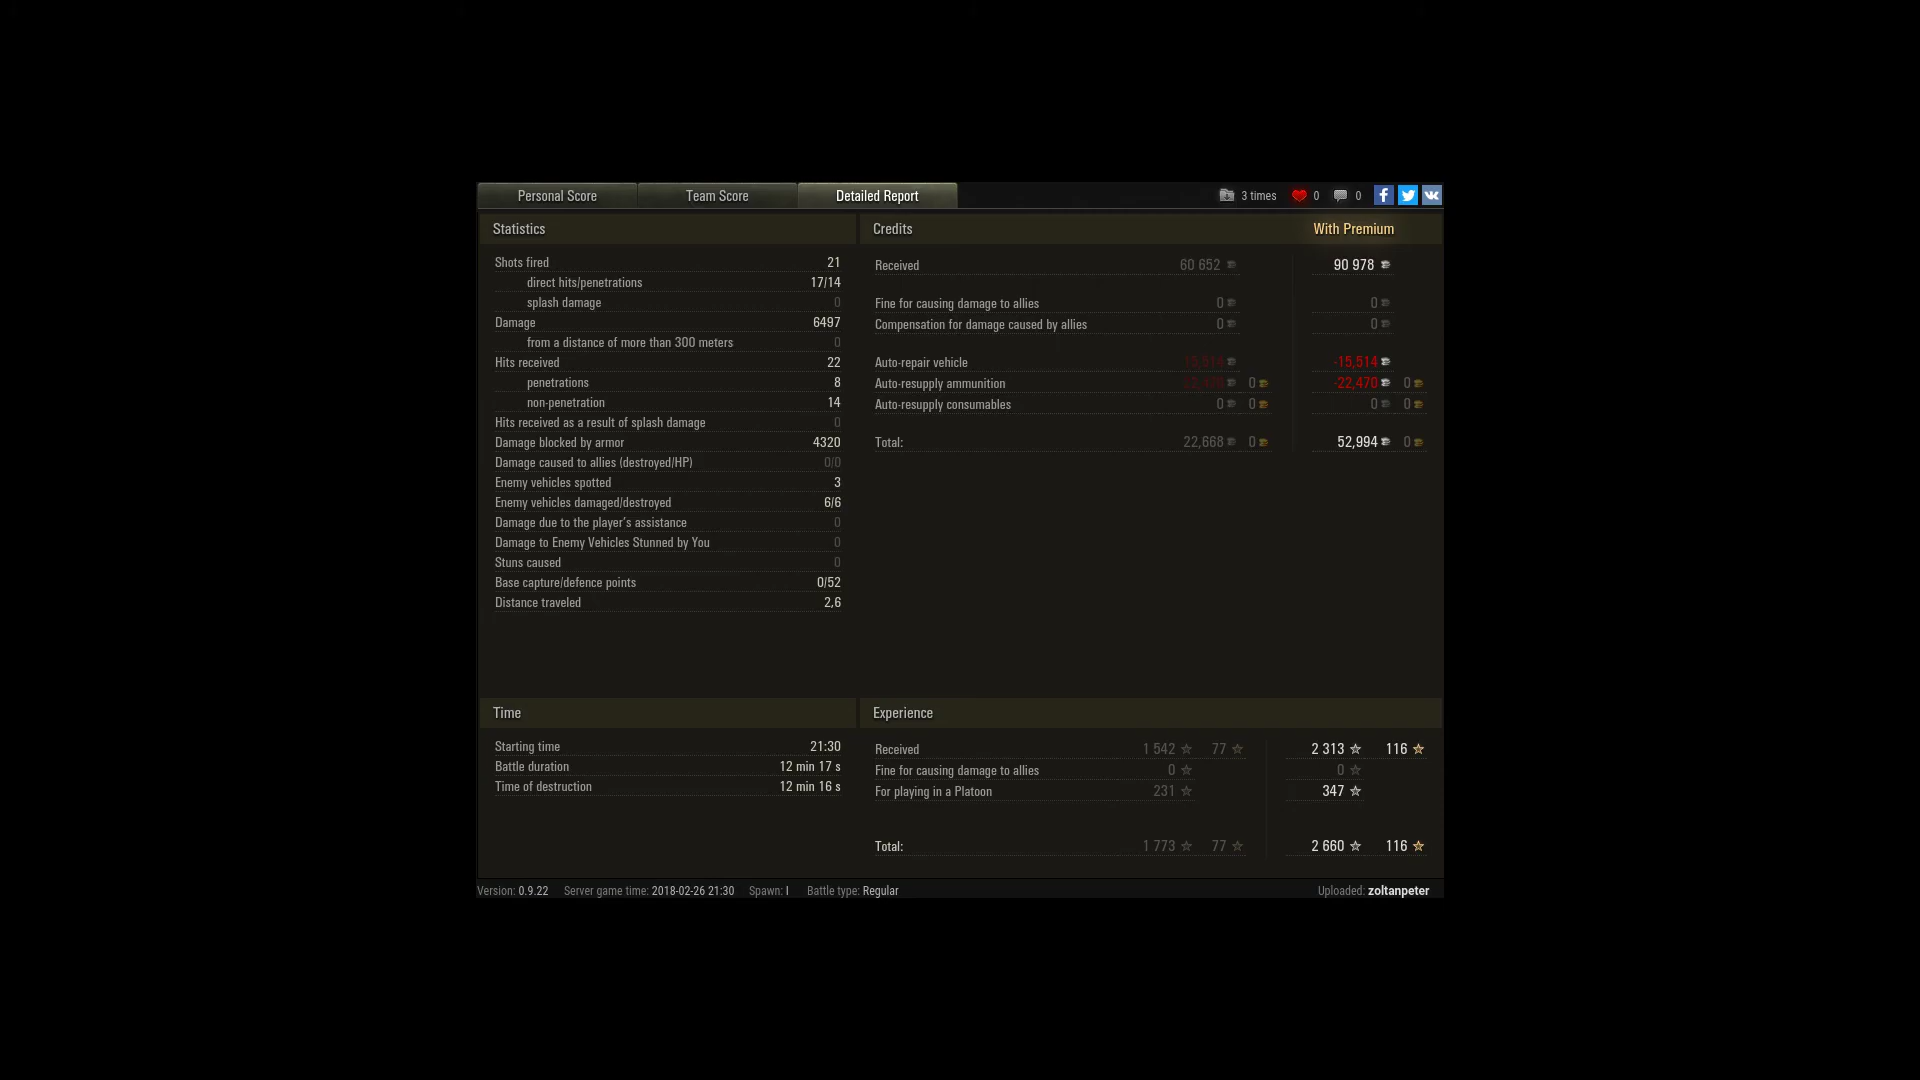 Personal Score Team Score Detailed Report 3 times 0 0
Statistics
Shots fired 21
direct hits/penetrations 17/14
splash damage 0
Damage 6497
from a distance of more than 300 meters 0
Hits received 22
penetrations 8
non-penetration 14
Hits received as a result of splash damage 0
Damage blocked by armor 4320
Damage caused to allies (destroyed/HP) 0/0
Enemy vehicles spotted 3
Enemy vehicles damaged/destroyed 6/6
Damage due to the player's assistance 0
Damage to Enemy Vehicles Stunned by You 0
Stuns caused 0
Base capture/defence points 0/52
Distance traveled 2,6
Credits With Premium
Received 60 652 90 978
Fine for causing damage to allies 0 0
Compensation for damage caused by allies 0 0
Auto-repair vehicle -15,514
Auto-resupply ammunition 0 -22,470 0
Auto-resupply consumables 0 0 0 0
Total: 22,668 0 52,994 0
Time
Starting time 21:30
Battle duration 12 min 17 s
Time of destruction 12 min 16 s
Experience
Received 1 542 77 2 313 116
Fine for causing damage to allies 0 0
For playing in a Platoon 231 347
Total: 1 773 77 2 660 116
Version: 0.9.22 Server game time: 2018-02-26 21:30 Spawn: I Battle type: Regular Uploaded: zoltanpeter